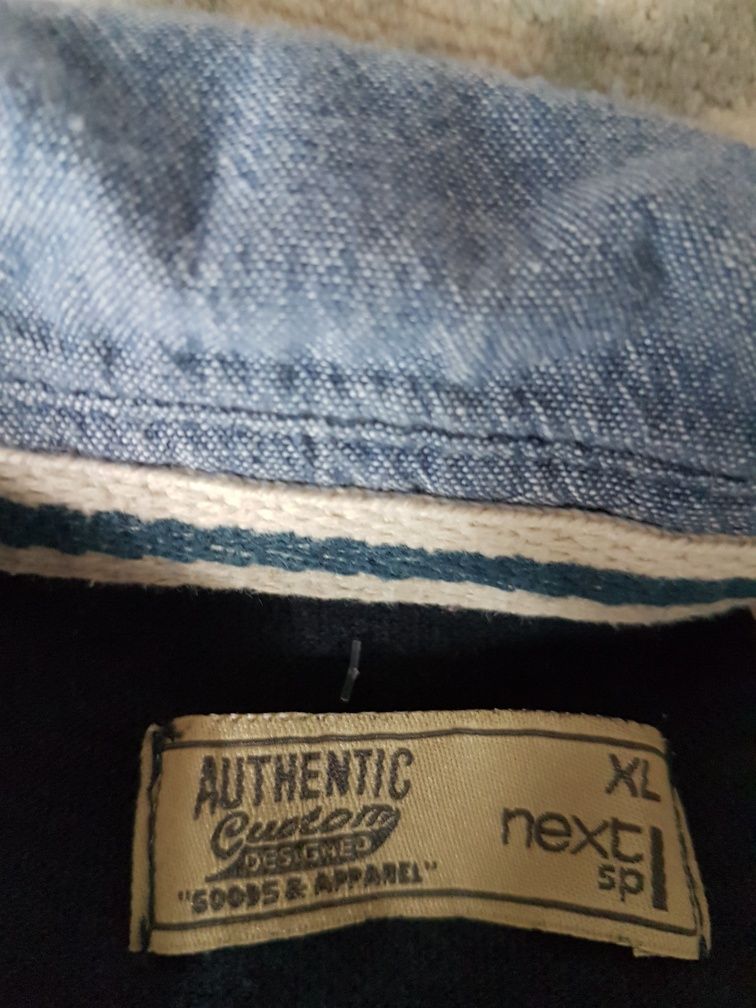 AUTHENTIC
Custom
DESIGNED
"GOODS & APPAREL"
XL
next
sp